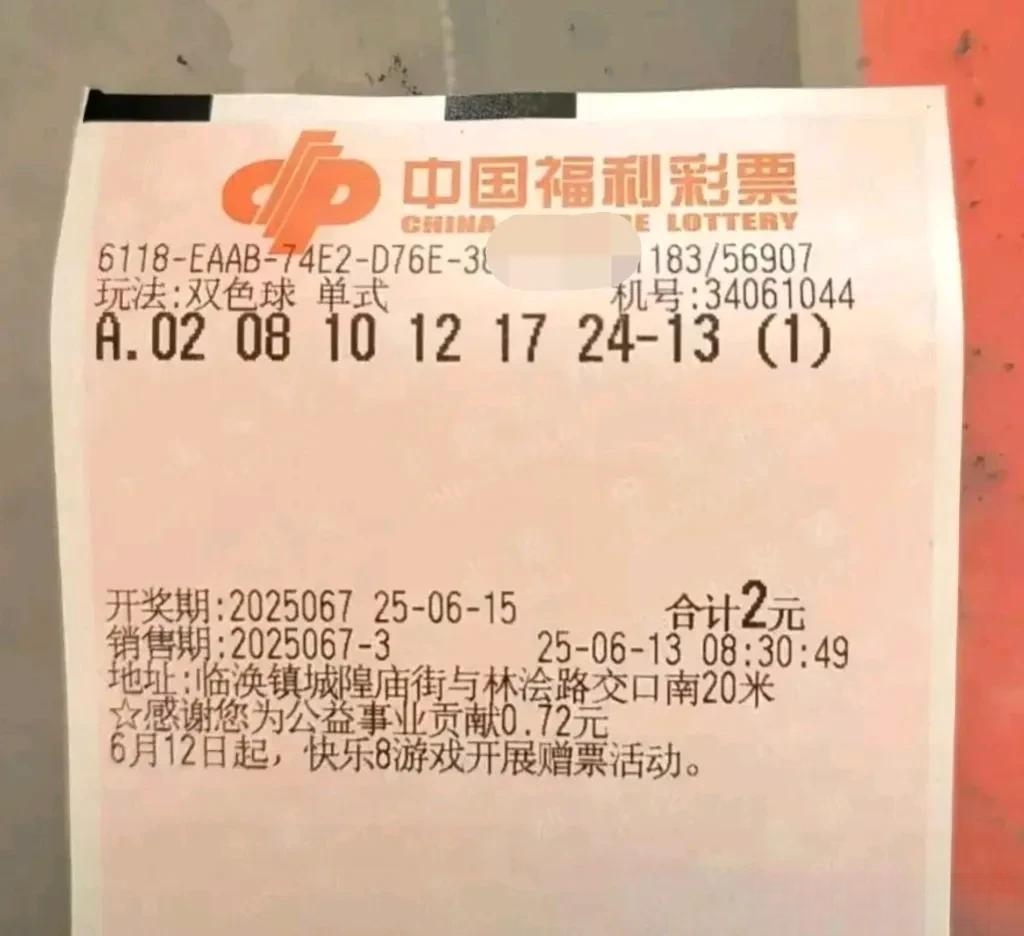 中国福利彩票
CHINA LOTTERY
6118-EAAB-74E2-D76E-3 1183/56907
玩法:双色球 单式 机号:34061044
A.02 08 10 12 17 24-13 (1)
开奖期:2025067 25-06-15 合计2元
销售期:2025067-3 25-06-13 08:30:49
地址:临涣镇城隍庙街与林浍路交口南20米
☆感谢您为公益事业贡献0.72元
6月12日起，快乐8游戏开展赠票活动。